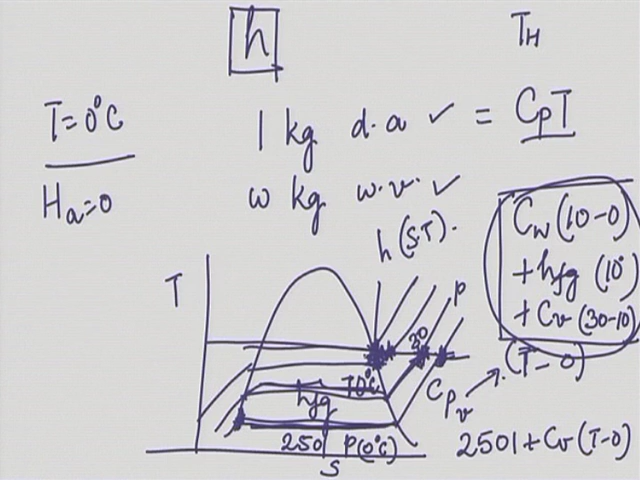 h
T_H
T=0°C
1 kg d.a ✓ = CpT
Ha=0
w kg w.v. ✓
h(s.T).
Cw(10-0)
+hfg(10°)
+Cv(30-10)
T
p
30
10°C
(T-0)
hfg
Cpv
250
p(0°C)
2501+Cv(T-0)
S